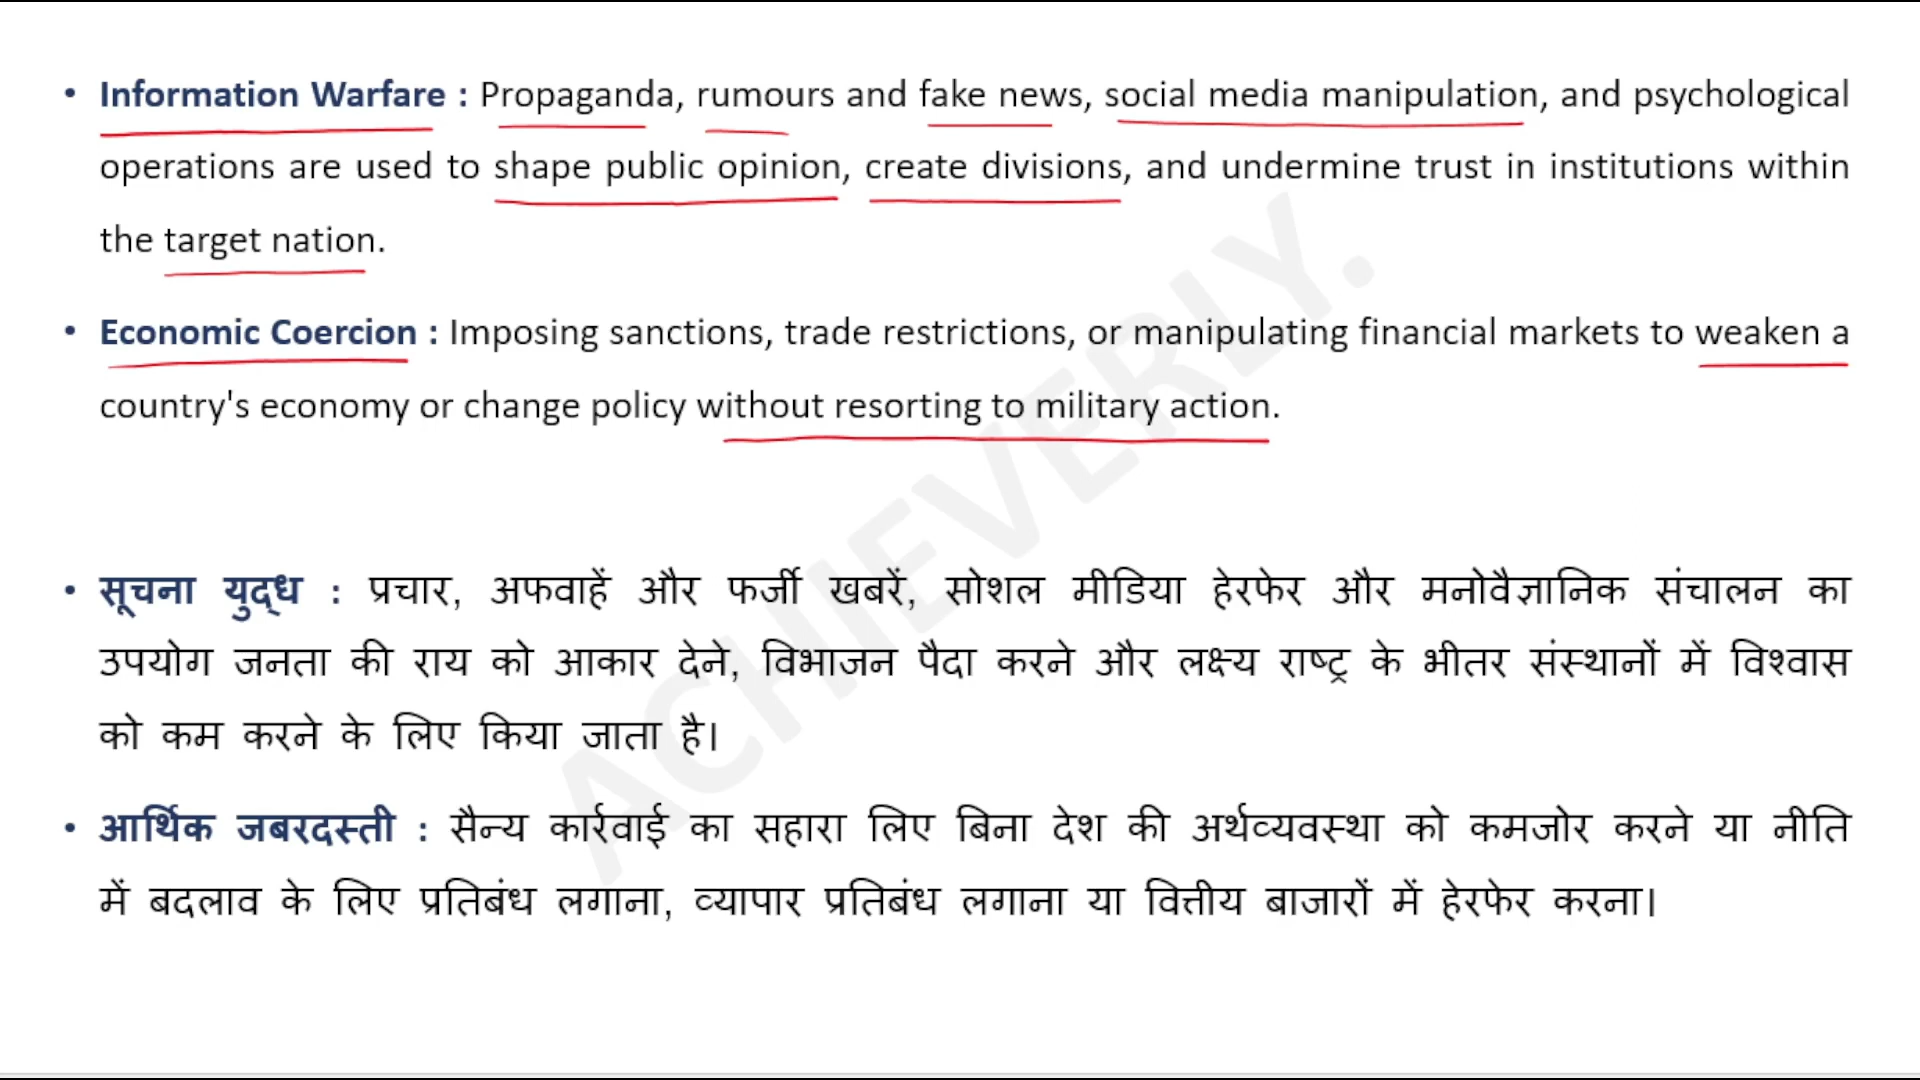 • Information Warfare : Propaganda, rumours and fake news, social media manipulation, and psychological
operations are used to shape public opinion, create divisions, and undermine trust in institutions within
the target nation.
• Economic Coercion : Imposing sanctions, trade restrictions, or manipulating financial markets to weaken a
country's economy or change policy without resorting to military action.
ACHIEVERLY.
• सूचना युद्ध : प्रचार, अफवाहें और फर्जी खबरें, सोशल मीडिया हेरफेर और मनोवैज्ञानिक संचालन का
उपयोग जनता की राय को आकार देने, विभाजन पैदा करने और लक्ष्य राष्ट्र के भीतर संस्थानों में विश्वास
को कम करने के लिए किया जाता है।
• आर्थिक जबरदस्ती : सैन्य कार्रवाई का सहारा लिए बिना देश की अर्थव्यवस्था को कमजोर करने या नीति
में बदलाव के लिए प्रतिबंध लगाना, व्यापार प्रतिबंध लगाना या वित्तीय बाजारों में हेरफेर करना।